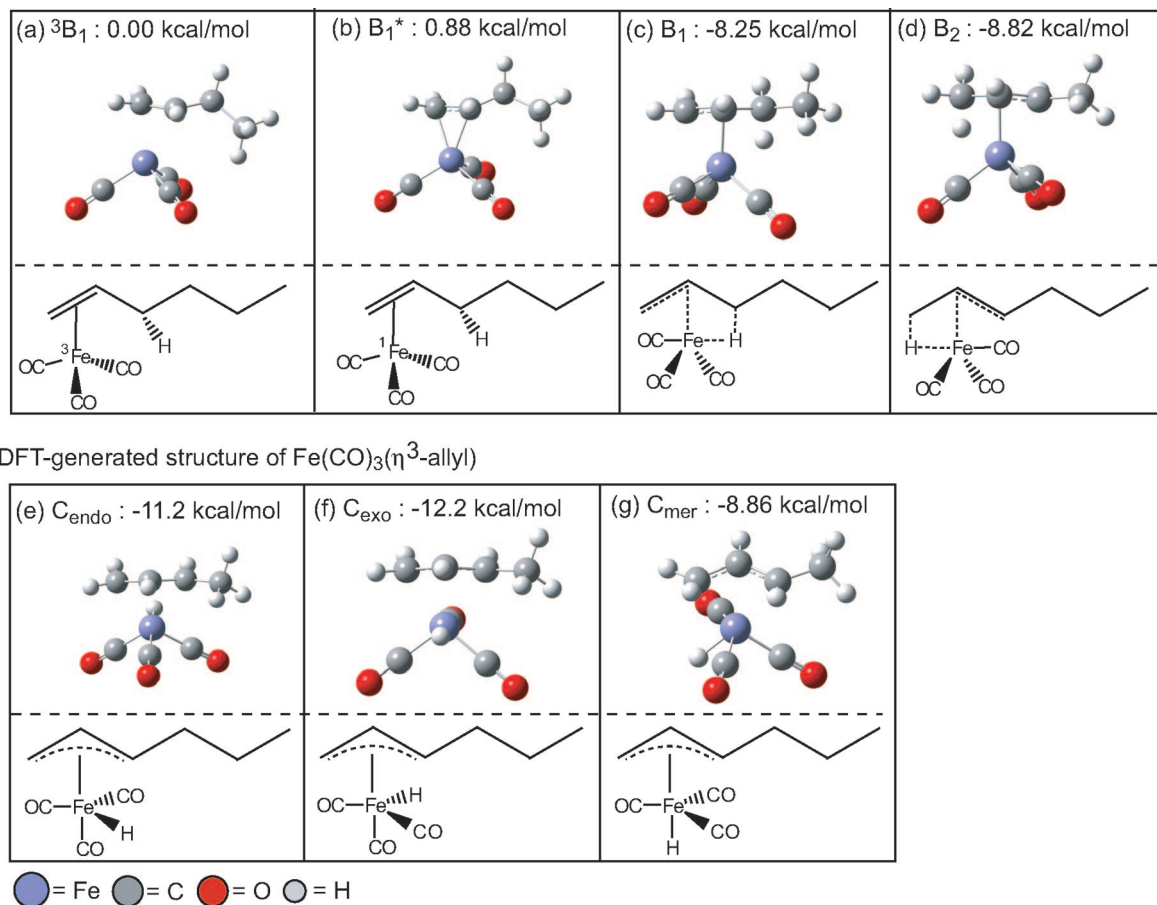 (a) ³B₁ : 0.00 kcal/mol
(b) B₁* : 0.88 kcal/mol
(c) B₁: -8.25 kcal/mol
(d) B₂: -8.82 kcal/mol
H
³Fe
OC
CO
CO
H
¹Fe
OC
CO
CO
OC
Fe
H
OC
CO
H
Fe
CO
OC
CO
DFT-generated structure of Fe(CO)₃(η³-allyl)
(e) C_endo : -11.2 kcal/mol
(f) C_exo : -12.2 kcal/mol
(g) C_mer : -8.86 kcal/mol
OC
Fe
CO
H
CO
OC
Fe
H
CO
CO
OC
Fe
CO
CO
H
= Fe = C = O = H